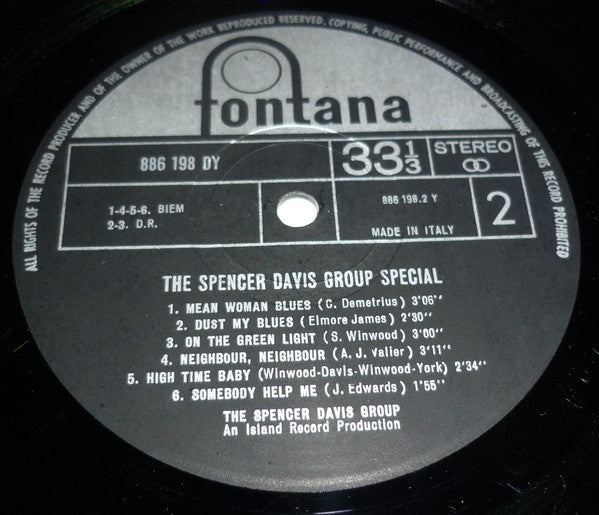 ALL RIGHTS OF THE RECORD PRODUCER AND OF THE OWNER OF THE WORK REPRODUCED RESERVED. COPYING, PUBLIC PERFORMANCE AND BROADCASTING OF THIS RECORD PROHIBITED
fontana
886 198 DY
33 1/3
STEREO
1-4-5-6. BIEM
2-3. D.R.
886 198.2 Y
MADE IN ITALY
2
THE SPENCER DAVIS GROUP SPECIAL
1. MEAN WOMAN BLUES (C. Demetrius) 3'06''
2. DUST MY BLUES (Elmore James) 2'30''
3. ON THE GREEN LIGHT (S. Winwood) 3'00''
4. NEIGHBOUR, NEIGHBOUR (A. J. Valier) 3'11''
5. HIGH TIME BABY (Winwood-Davis-Winwood-York) 2'34''
6. SOMEBODY HELP ME (J. Edwards) 1'55''
THE SPENCER DAVIS GROUP
An Island Record Production